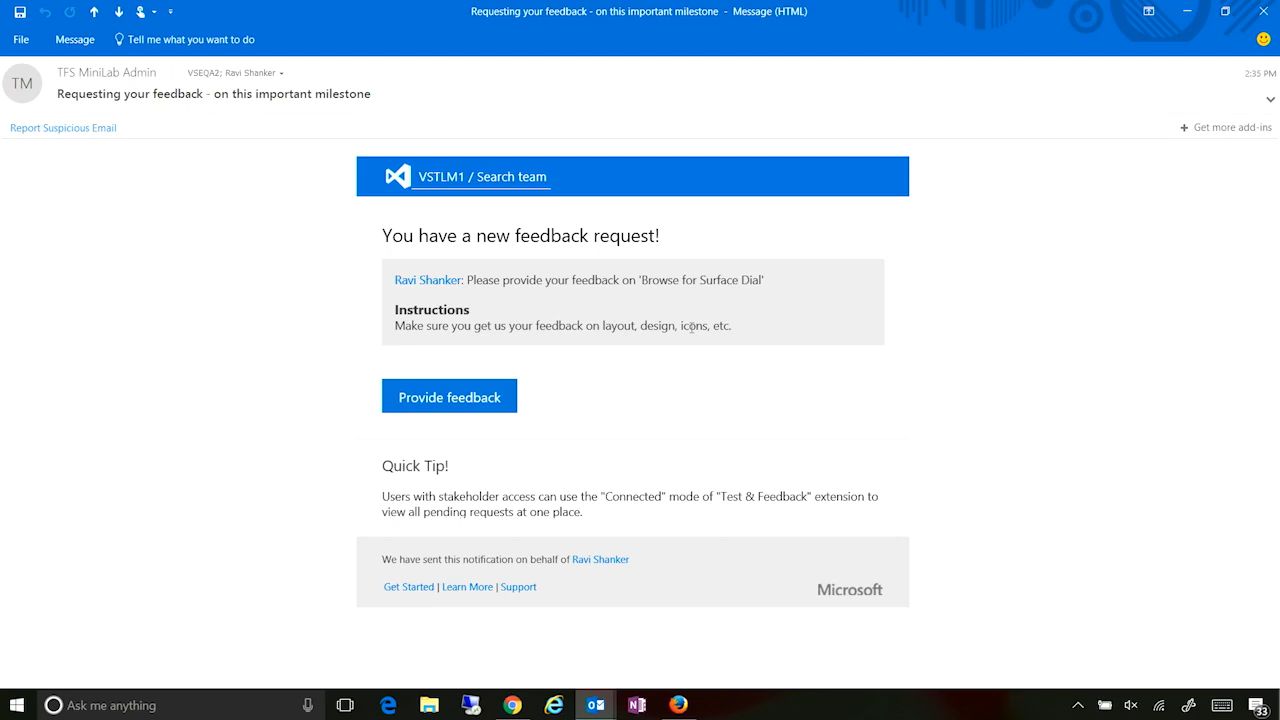 Requesting your feedback - on this important milestone - Message (HTML)
File
Message
Tell me what you want to do
TM
TFS MiniLab Admin
VSEQA2; Ravi Shanker
2:35 PM
Requesting your feedback - on this important milestone
Report Suspicious Email
+ Get more add-ins
VSTLM1 / Search team
You have a new feedback request!
Ravi Shanker: Please provide your feedback on 'Browse for Surface Dial'
Instructions
Make sure you get us your feedback on layout, design, icons, etc.
Provide feedback
Quick Tip!
Users with stakeholder access can use the "Connected" mode of "Test & Feedback" extension to
view all pending requests at one place.
We have sent this notification on behalf of Ravi Shanker
Get Started | Learn More | Support
Microsoft
Ask me anything
33